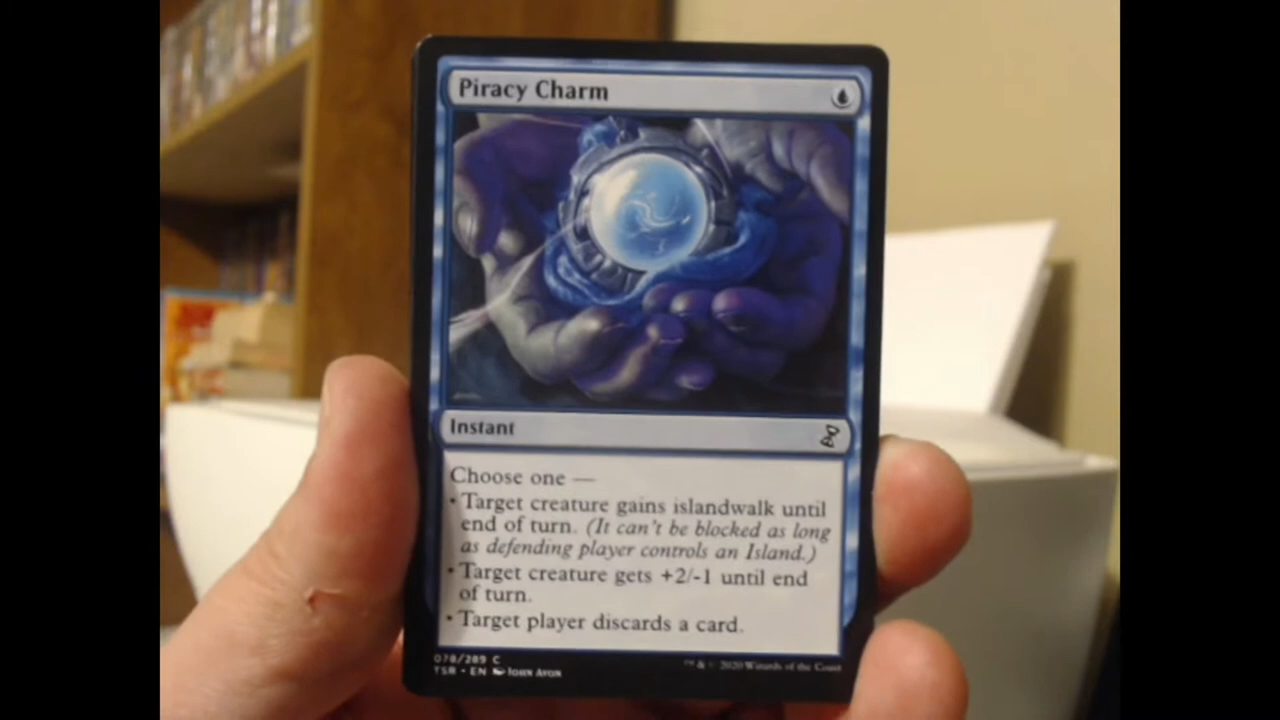 Piracy Charm
Instant
Choose one —
• Target creature gains islandwalk until
end of turn. (It can't be blocked as long
as defending player controls an Island.)
• Target creature gets +2/-1 until end
of turn.
• Target player discards a card.
078/289 C
TSR • EN John Avon
™ & © 2020 Wizards of the Coast